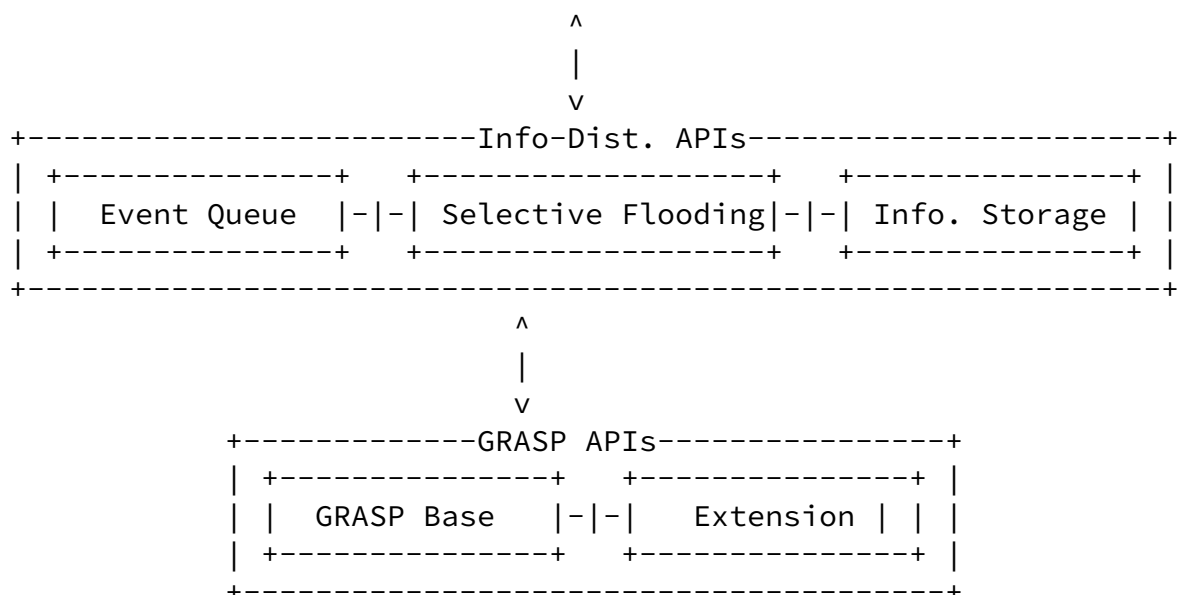 ^
|
v
+-------------------------Info-Dist. APIs-----------------------+
| +---------------+ +-------------------+ +---------------+ |
| | Event Queue |-|-| Selective Flooding|-|-| Info. Storage | |
| +---------------+ +-------------------+ +---------------+ |
+---------------------------------------------------------------+
^
|
v
+-------------GRASP APIs----------------+
| +---------------+ +---------------+ |
| | GRASP Base |-|-| Extension | | |
| +---------------+ +---------------+ |
+---------------------------------------+